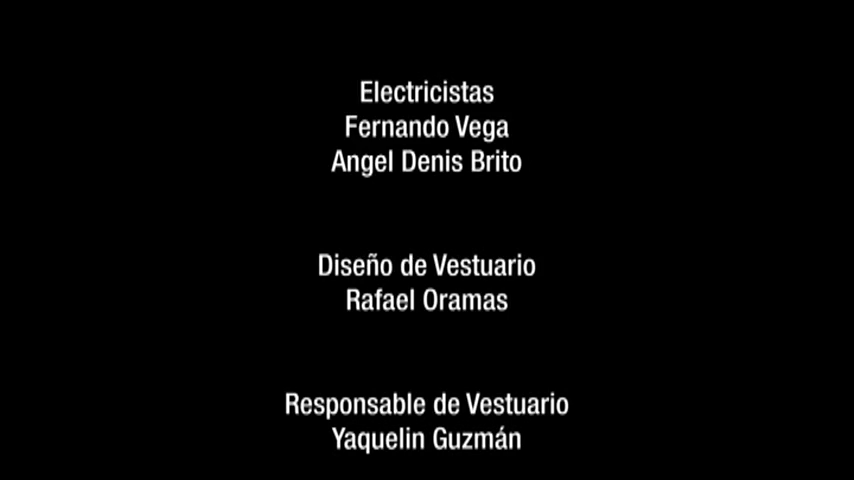 Electricistas
Fernando Vega
Angel Denis Brito
Diseño de Vestuario
Rafael Oramas
Responsable de Vestuario
Yaquelin Guzmán